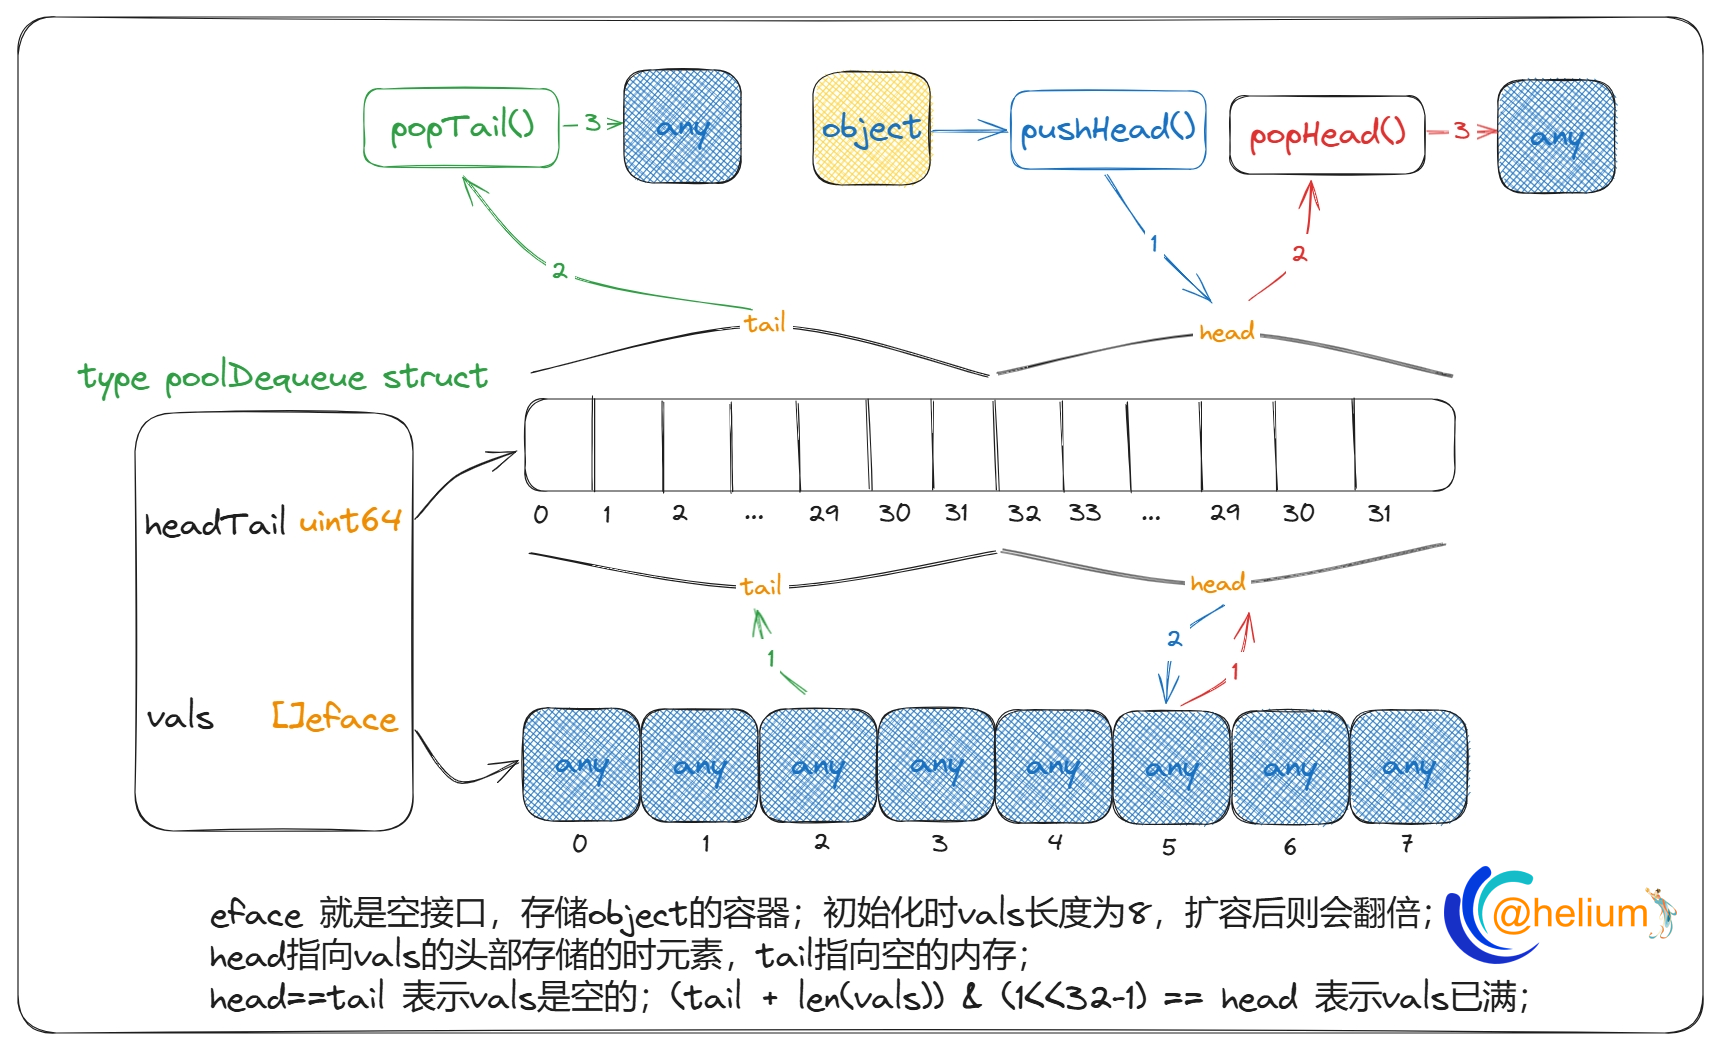 popTail()
3
any
object
pushHead()
popHead()
3
any
2
1
2
tail
head
type poolDequeue struct
headTail uint64
0 1 2 ... 29 30 31 32 33 ... 29 30 31
tail
head
1
2
1
vals []eface
any any any any any any any any
0 1 2 3 4 5 6 7
eface 就是空接口，存储object的容器；初始化时vals长度为8，扩容后则会翻倍；
head指向vals的头部存储的时元素，tail指向空的内存；
head==tail 表示vals是空的；(tail + len(vals)) & (1<<32-1) == head 表示vals已满；
@helium